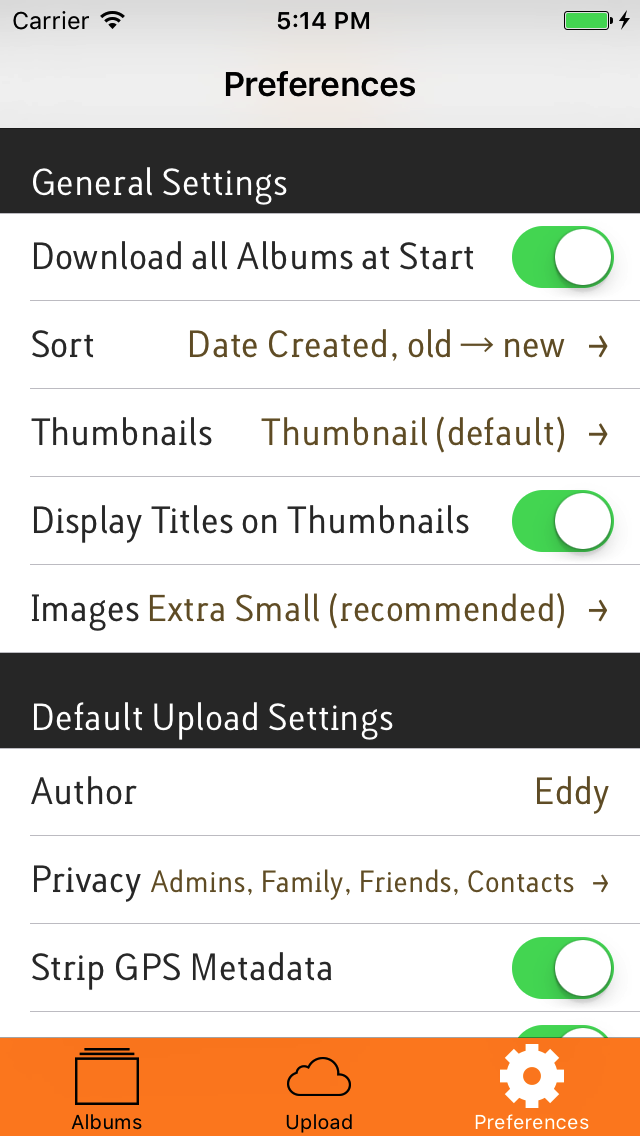 Carrier 5:14 PM
Preferences
General Settings
Download all Albums at Start
Sort Date Created, old → new →
Thumbnails Thumbnail (default) →
Display Titles on Thumbnails
Images Extra Small (recommended) →
Default Upload Settings
Author Eddy
Privacy Admins, Family, Friends, Contacts →
Strip GPS Metadata
Albums Upload Preferences